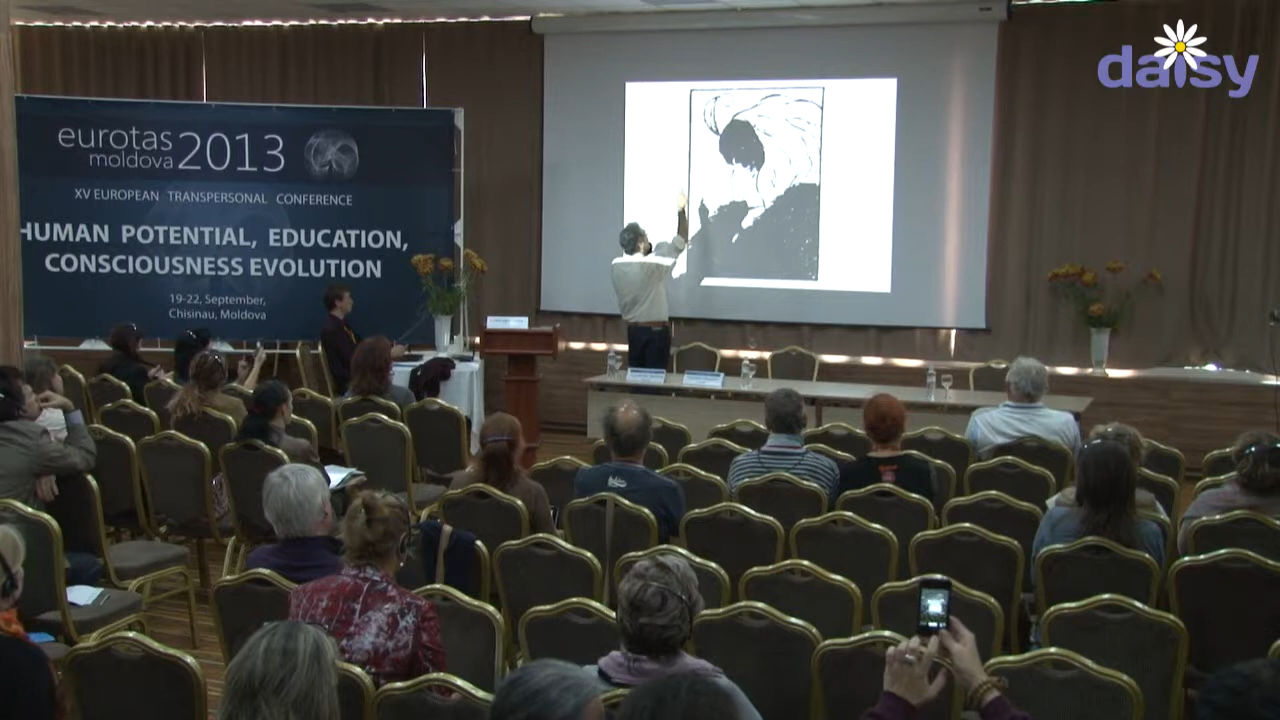 eurotas
moldova 2013
XV EUROPEAN TRANSPERSONAL CONFERENCE
HUMAN POTENTIAL, EDUCATION,
CONSCIOUSNESS EVOLUTION
19-22, September,
Chisinau, Moldova
daisy